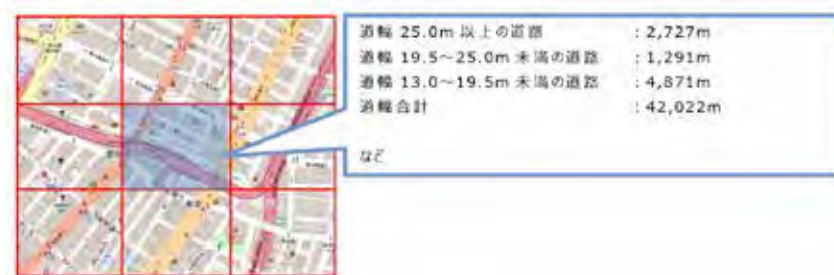 道幅 25.0m 以上の道路 : 2,727m
道幅 19.5～25.0m 未満の道路 : 1,291m
道幅 13.0～19.5m 未満の道路 : 4,871m
道幅合計 : 42,022m
など